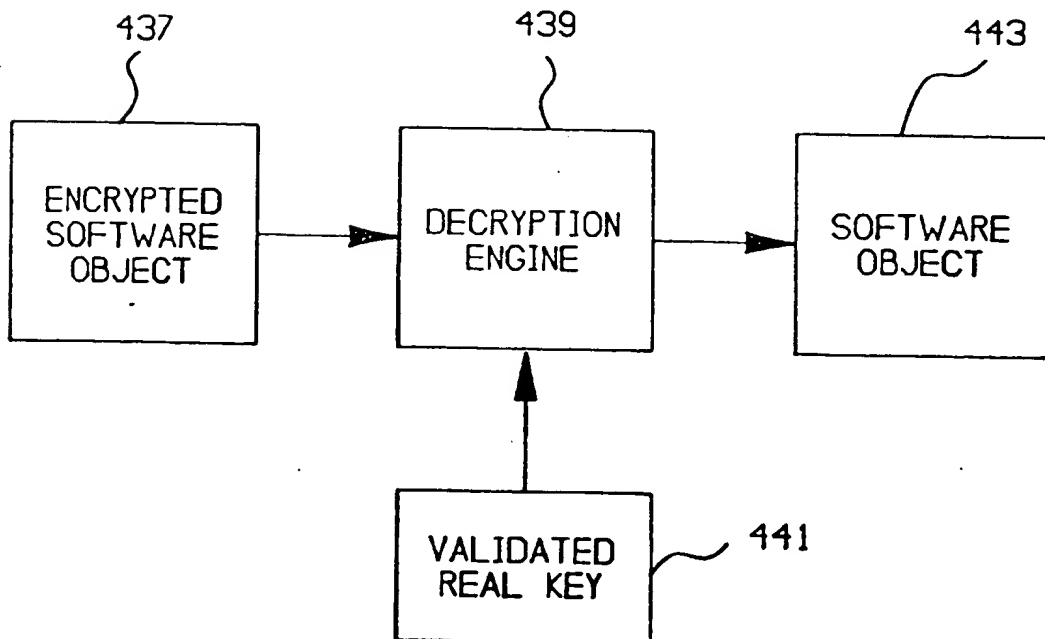 437
439
443
ENCRYPTED
SOFTWARE
OBJECT
DECRYPTION
ENGINE
SOFTWARE
OBJECT
VALIDATED
REAL KEY
441